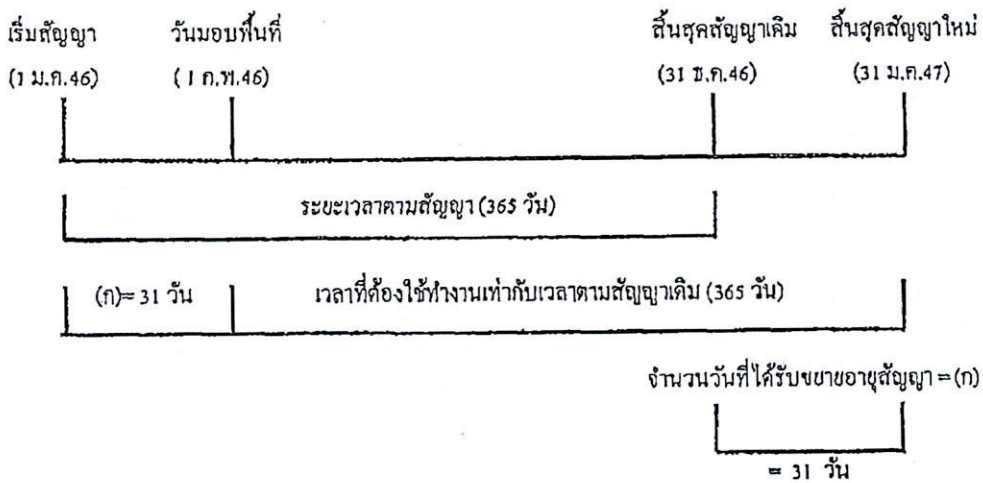 เริ่มสัญญา วันมอบพื้นที่ สิ้นสุดสัญญาเดิม สิ้นสุดสัญญาใหม่
(1 ม.ค.46) (1 ก.พ.46) (31 ธ.ค.46) (31 ม.ค.47)
ระยะเวลาตามสัญญา (365 วัน)
(ก)= 31 วัน เวลาที่ต้องใช้ทำงานเท่ากับเวลาตามสัญญาเดิม (365 วัน)
จำนวนวันที่ได้รับขยายอายุสัญญา = (ก)
= 31 วัน